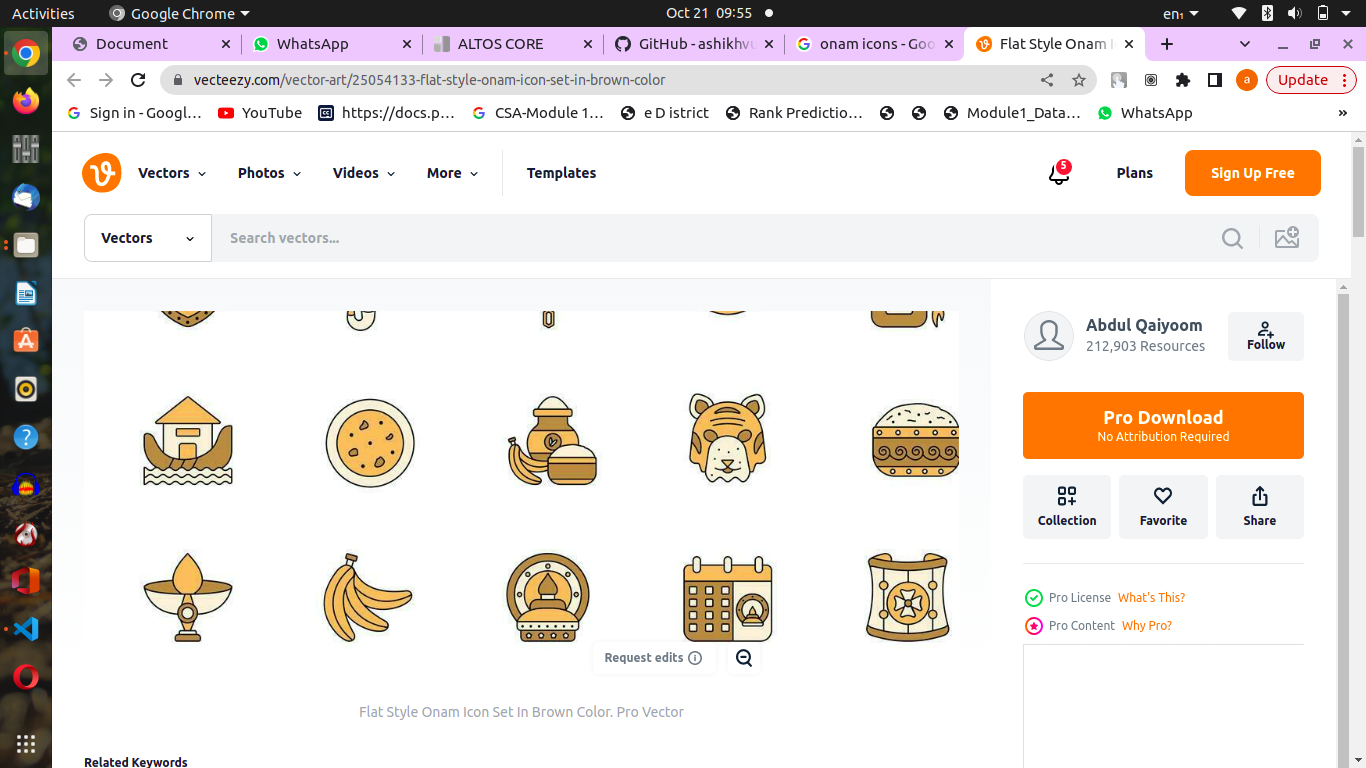 Activities Google Chrome Oct 21 09:55 en₁
Document WhatsApp ALTOS CORE GitHub - ashikhvu onam icons - Goo Flat Style Onam I
vecteezy.com/vector-art/25054133-flat-style-onam-icon-set-in-brown-color a Update
Sign in - Googl... YouTube https://docs.p... CSA-Module 1... e D istrict Rank Predictio... Module1_Data... WhatsApp »
Vectors Photos Videos More Templates 5 Plans Sign Up Free
Vectors Search vectors...
Abdul Qaiyoom
212,903 Resources
Follow
Pro Download
No Attribution Required
Collection Favorite Share
Pro License What's This?
Pro Content Why Pro?
Request edits
Flat Style Onam Icon Set In Brown Color. Pro Vector
Related Keywords